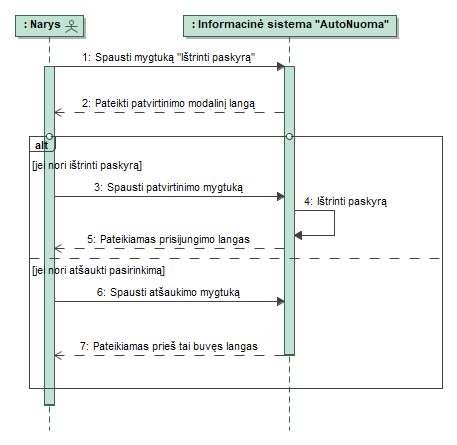 : Narys
: Informacinė sistema "AutoNuoma"
1: Spausti mygtuką "Ištrinti paskyrą"
2: Pateikti patvirtinimo modalinį langą
alt
[jei nori ištrinti paskyrą]
3: Spausti patvirtinimo mygtuką
4: Ištrinti paskyrą
5: Pateikiamas prisijungimo langas
[jei nori atšaukti pasirinkimą]
6: Spausti atšaukimo mygtuką
7: Pateikiamas prieš tai buvęs langas